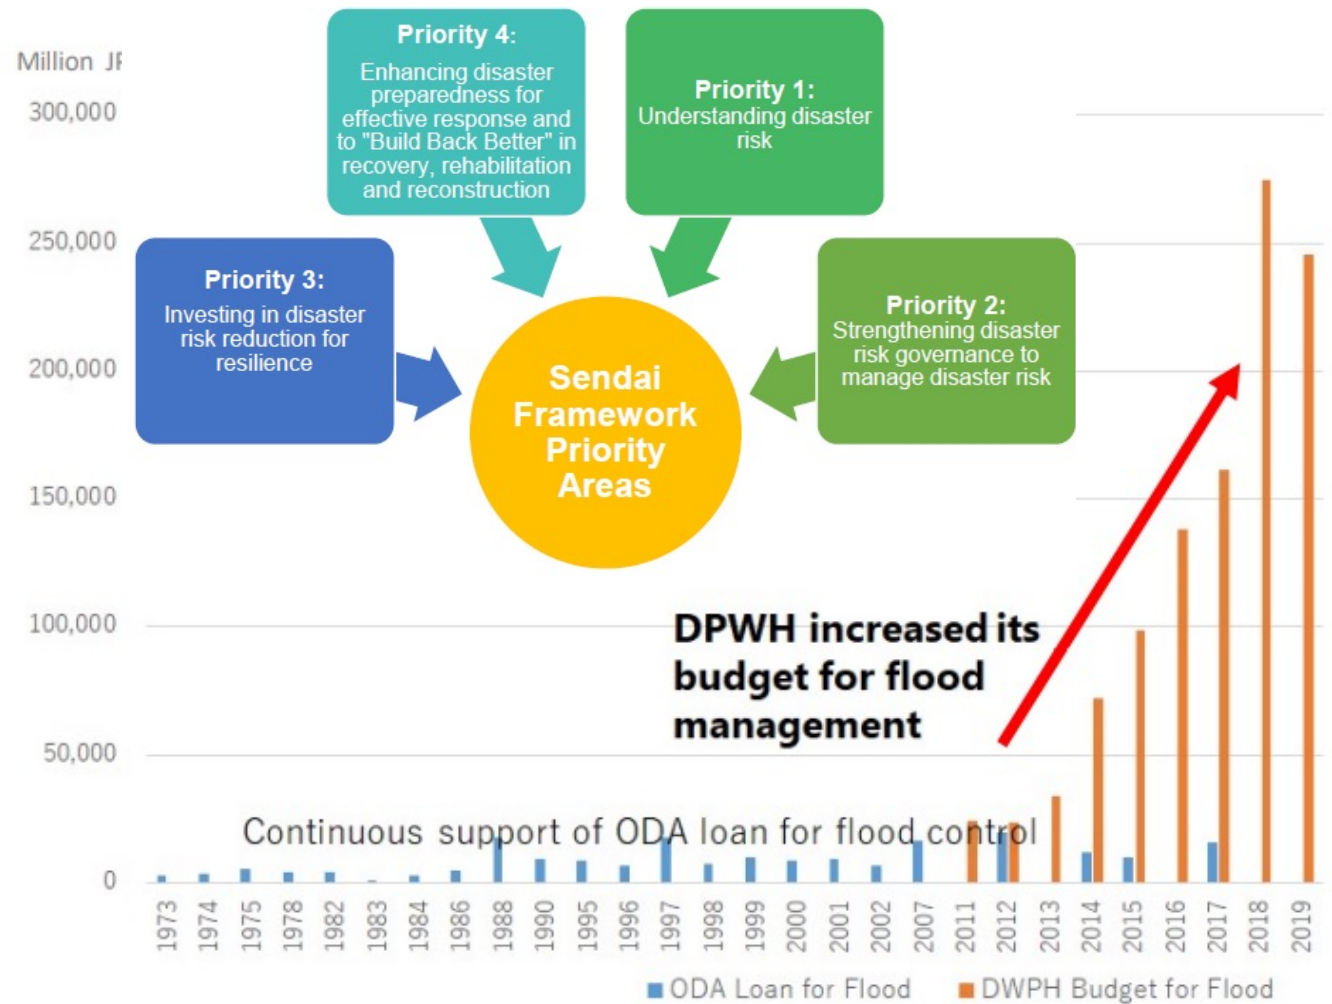 Million JP
300,000
250,000
200,000
150,000
100,000
50,000
0
Priority 4:
Enhancing disaster
preparedness for
effective response and
to "Build Back Better" in
recovery, rehabilitation
and reconstruction
Priority 1:
Understanding disaster
risk
Priority 3:
Investing in disaster
risk reduction for
resilience
Priority 2:
Strengthening disaster
risk governance to
manage disaster risk
Sendai
Framework
Priority
Areas
DPWH increased its
budget for flood
management
Continuous support of ODA loan for flood control
1973
1974
1975
1978
1982
1983
1984
1986
1988
1990
1995
1996
1997
1998
1999
2000
2001
2002
2007
2011
2012
2013
2014
2015
2016
2017
2018
2019
ODA Loan for Flood
DWPH Budget for Flood